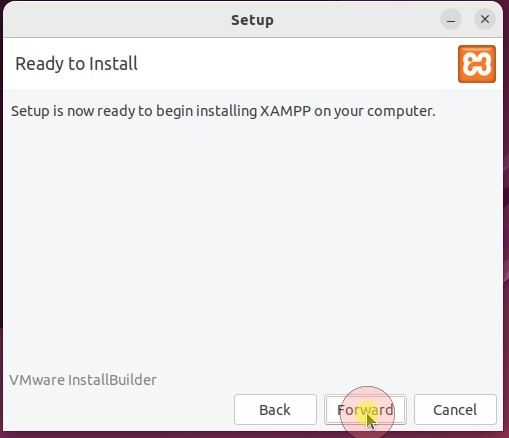 Setup
Ready to Install
Setup is now ready to begin installing XAMPP on your computer.
VMware InstallBuilder
Back
Forward
Cancel